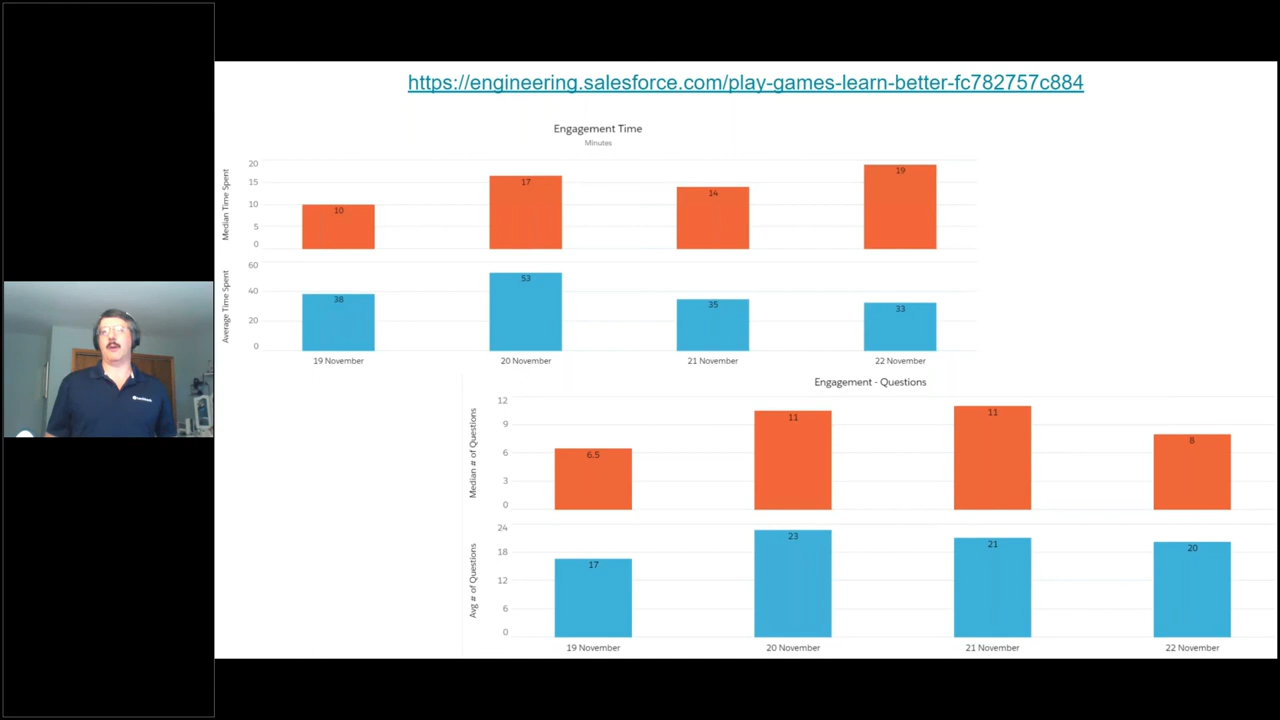 https://engineering.salesforce.com/play-games-learn-better-fc782757c884
Engagement Time
Minutes
Median Time Spent
20
15
10
5
0
10
17
14
19
Average Time Spent
60
40
20
0
38
53
35
33
19 November
20 November
21 November
22 November
Engagement - Questions
Median # of Questions
12
9
6
3
0
6.5
11
11
8
Avg # of Questions
24
18
12
6
0
17
23
21
20
19 November
20 November
21 November
22 November